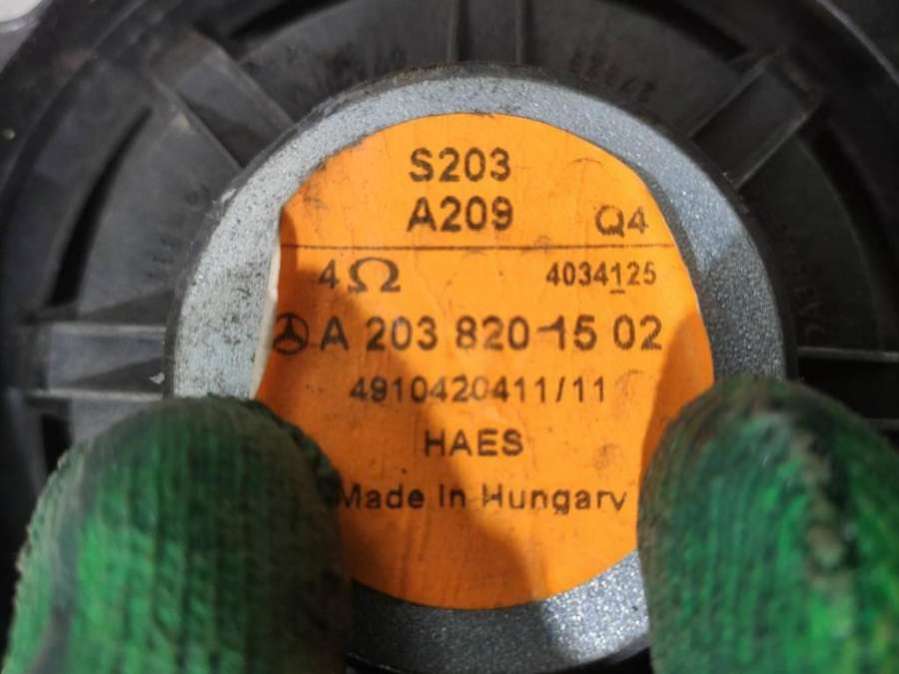 S203
A209 Q4
4Ω 4034125
A 203 820 15 02
4910420411/11
HAES
Made in Hungary